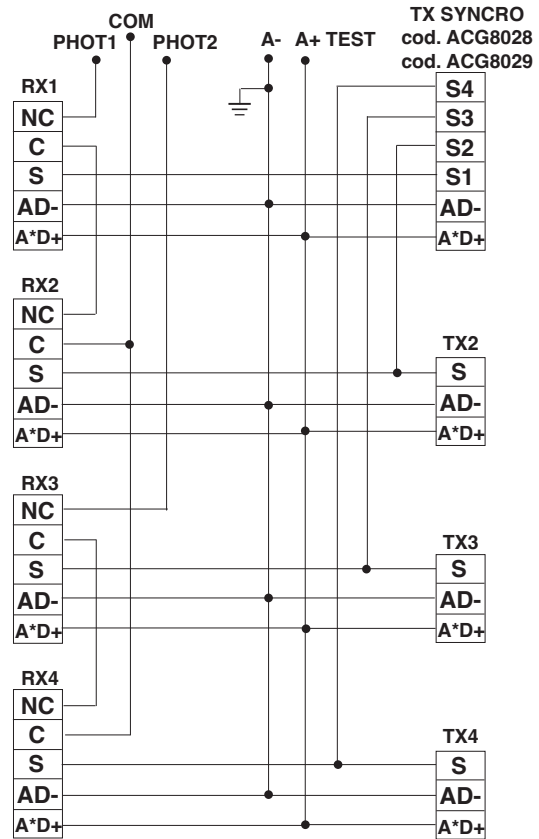 COM
PHOT1 PHOT2
A- A+ TEST
TX SYNCRO
cod. ACG8028
cod. ACG8029
RX1
NC
C
S
AD-
A*D+
S4
S3
S2
S1
AD-
A*D+
RX2
NC
C
S
AD-
A*D+
TX2
S
AD-
A*D+
RX3
NC
C
S
AD-
A*D+
TX3
S
AD-
A*D+
RX4
NC
C
S
AD-
A*D+
TX4
S
AD-
A*D+